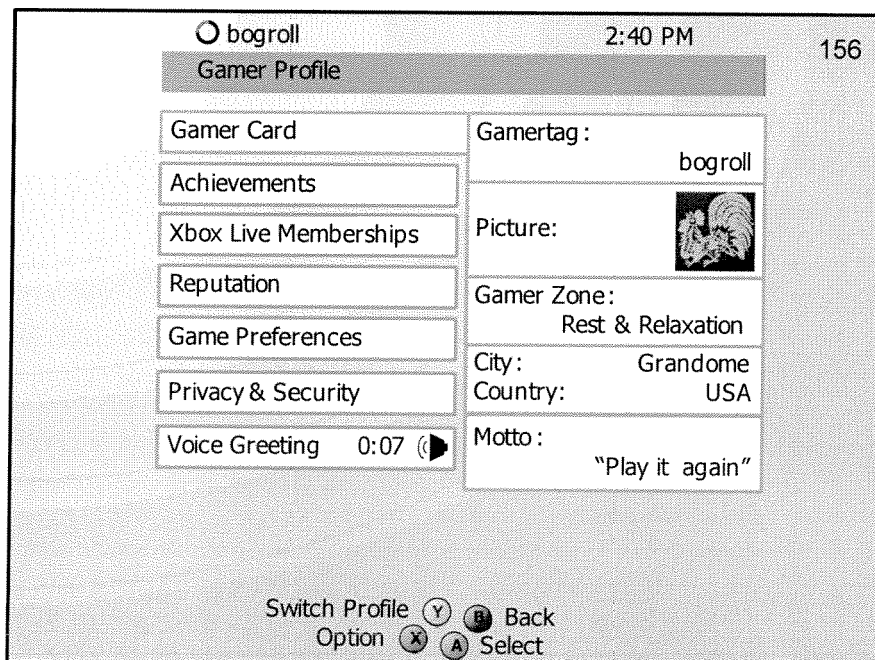 bogroll 2:40 PM
156
Gamer Profile
Gamer Card
Achievements
Xbox Live Memberships
Reputation
Game Preferences
Privacy & Security
Voice Greeting 0:07
Gamertag:
bogroll
Picture:
Gamer Zone:
Rest & Relaxation
City: Grandome
Country: USA
Motto:
"Play it again"
Switch Profile Y
B Back
Option X
A Select